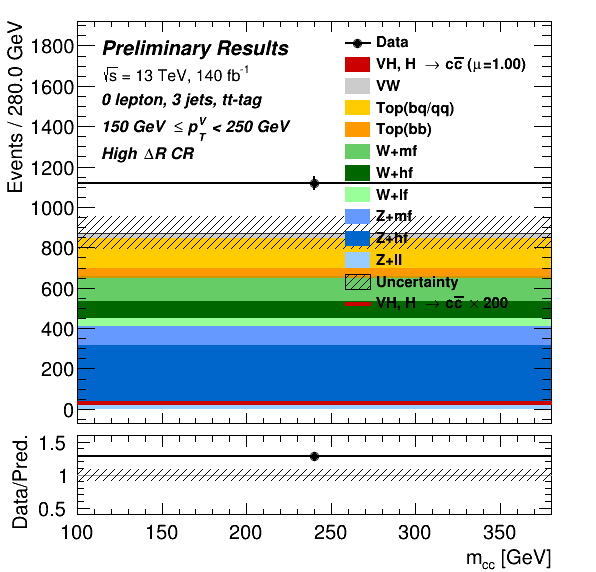 Events / 280.0 GeV
1800
1600
1400
1200
1000
800
600
400
200
0
Preliminary Results
√s = 13 TeV, 140 fb⁻¹
0 lepton, 3 jets, tt-tag
150 GeV ≤ p_T^V < 250 GeV
High ΔR CR
Data
VH, H → cc̅ (μ=1.00)
VW
Top(bq/qq)
Top(bb)
W+mf
W+hf
W+lf
Z+mf
Z+hf
Z+ll
Uncertainty
VH, H → cc̅ × 200
Data/Pred.
1.5
1
0.5
100 150 200 250 300 350
m_cc [GeV]